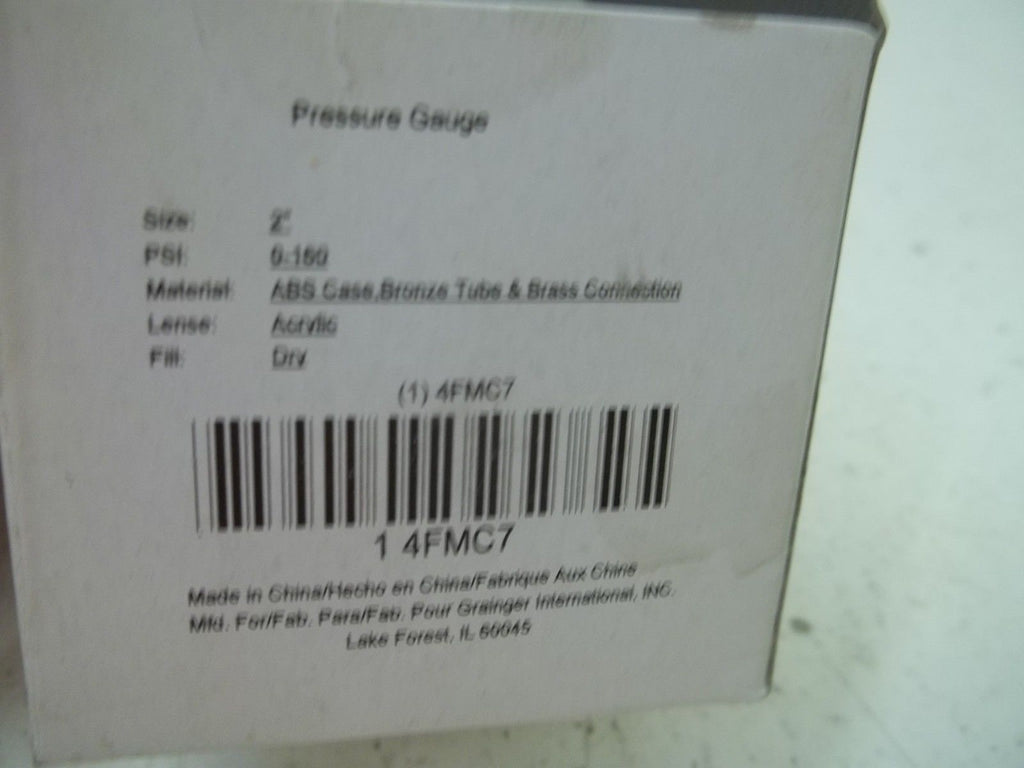 Pressure Gauge
Size: 2"
PSI: 0-160
Material: ABS Case,Bronze Tube & Brass Connection
Lense: Acrylic
Fill: Dry
(1) 4FMC7
1 4FMC7
Made in China/Hecho en China/Fabrique Aux Chine
Mfd. For/Fab. Para/Fab. Pour Grainger International, INC.
Lake Forest, IL 60045